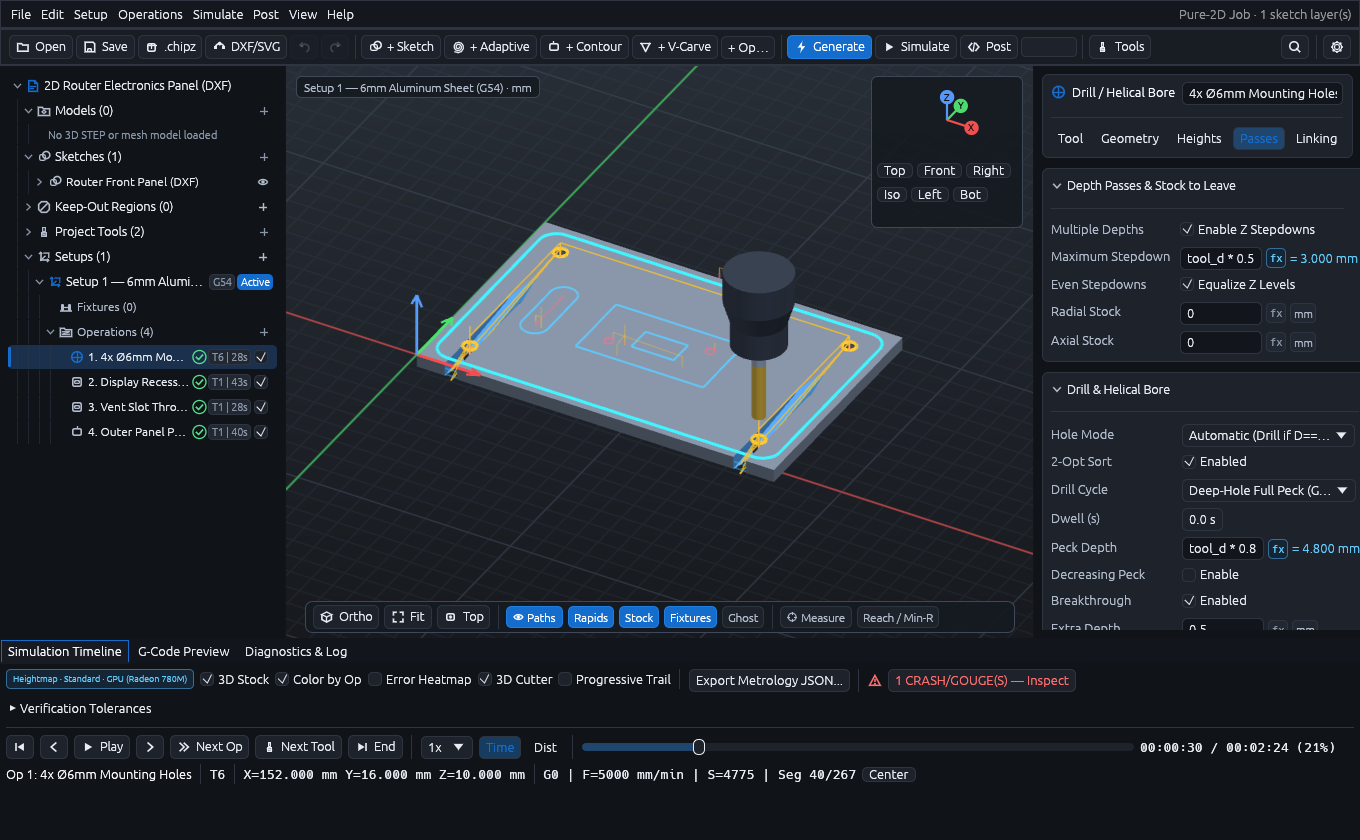 File Edit Setup Operations Simulate Post View Help
Pure-2D Job · 1 sketch layer(s)
Open Save .chipz DXF/SVG + Sketch + Adaptive + Contour + V-Carve + Op... Generate Simulate Post Tools
2D Router Electronics Panel (DXF)
Models (0) +
No 3D STEP or mesh model loaded
Sketches (1) +
Router Front Panel (DXF)
Keep-Out Regions (0) +
Project Tools (2) +
Setups (1) +
Setup 1 — 6mm Alumi... G54 Active
Fixtures (0)
Operations (4) +
1. 4x Ø6mm Mo... T6 | 28s
2. Display Recess... T1 | 43s
3. Vent Slot Thro... T1 | 28s
4. Outer Panel P... T1 | 40s
Setup 1 — 6mm Aluminum Sheet (G54) · mm
Z
Y
X
Top Front Right
Iso Left Bot
Ortho Fit Top Paths Rapids Stock Fixtures Ghost Measure Reach / Min-R
Drill / Helical Bore 4x Ø6mm Mounting Holes
Tool Geometry Heights Passes Linking
Depth Passes & Stock to Leave
Multiple Depths Enable Z Stepdowns
Maximum Stepdown tool_d * 0.5 fx = 3.000 mm
Even Stepdowns Equalize Z Levels
Radial Stock 0 fx mm
Axial Stock 0 fx mm
Drill & Helical Bore
Hole Mode Automatic (Drill if D==...
2-Opt Sort Enabled
Drill Cycle Deep-Hole Full Peck (G...
Dwell (s) 0.0 s
Peck Depth tool_d * 0.8 fx = 4.800 mm
Decreasing Peck Enable
Breakthrough Enabled
Extra Depth 0.5 fx mm
Simulation Timeline G-Code Preview Diagnostics & Log
Heightmap · Standard · GPU (Radeon 780M) 3D Stock Color by Op Error Heatmap 3D Cutter Progressive Trail Export Metrology JSON... 1 CRASH/GOUGE(S) — Inspect
Verification Tolerances
Play Next Op Next Tool End 1x Time Dist 00:00:30 / 00:02:24 (21%)
Op 1: 4x Ø6mm Mounting Holes T6 X=152.000 mm Y=16.000 mm Z=10.000 mm G0 | F=5000 mm/min | S=4775 | Seg 40/267 Center